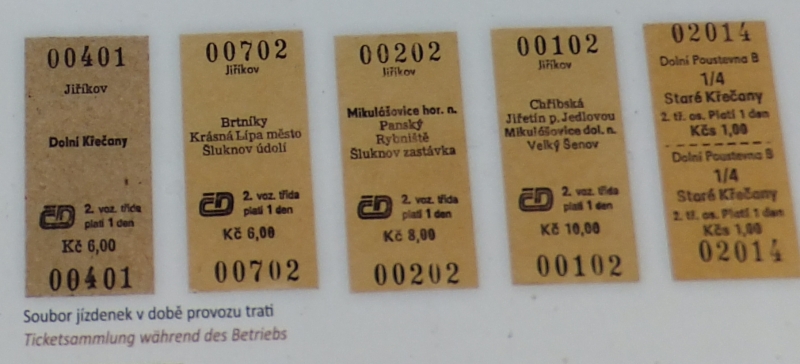 00401
Jiříkov
Dolní Křečany
ČD 2. voz. třída
platí 1 den
Kč 6,00
00401
00702
Jiříkov
Brtníky
Krásná Lípa město
Šluknov údolí
ČD 2. voz. třída
platí 1 den
Kč 6,00
00702
00202
Jiříkov
Mikulášovice hor. n.
Panský
Rybniště
Šluknov zastávka
ČD 2. voz. třída
platí 1 den
Kč 8,00
00202
00102
Jiříkov
Chřibská
Jiřetín p. Jedlovou
Mikulášovice dol. n.
Velký Šenov
ČD 2. voz. třída
platí 1 den
Kč 10,00
00102
02014
Dolní Poustevna B
1/4
Staré Křečany
2. tř. os. Platí 1 den
Kčs 1,00
Dolní Poustevna B
1/4
Staré Křečany
2. tř. os. Platí 1 den
Kčs 1,00
02014
Soubor jízdenek v době provozu trati
Ticketsammlung während des Betriebs